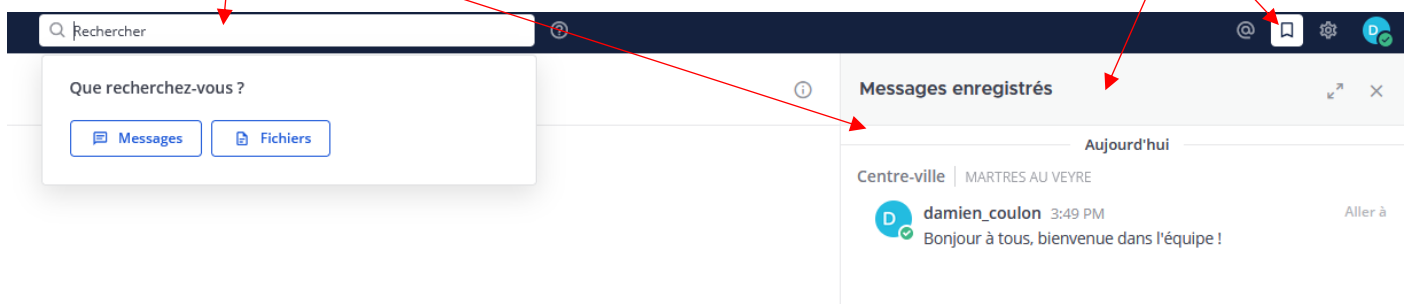 Rechercher
D
Que recherchez-vous ?
Messages
Fichiers
Messages enregistrés
Aujourd'hui
Centre-ville | MARTRES AU VEYRE
D
damien_coulon 3:49 PM
Aller à
Bonjour à tous, bienvenue dans l'équipe !